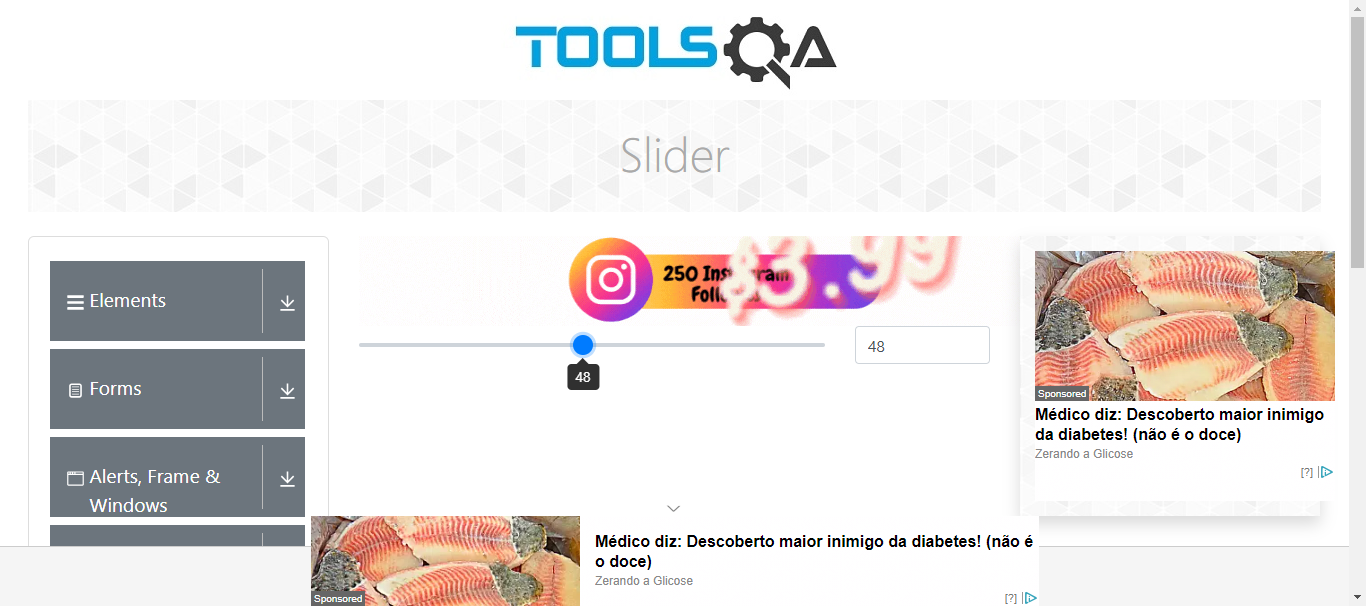 TOOLSQA
Slider
Elements
Forms
Alerts, Frame &
Windows
250 Instagram
$3.99
48
48
Sponsored
Médico diz: Descoberto maior inimigo
da diabetes! (não é o doce)
Zerando a Glicose
[?]
Sponsored
Médico diz: Descoberto maior inimigo da diabetes! (não é
o doce)
Zerando a Glicose
[?]